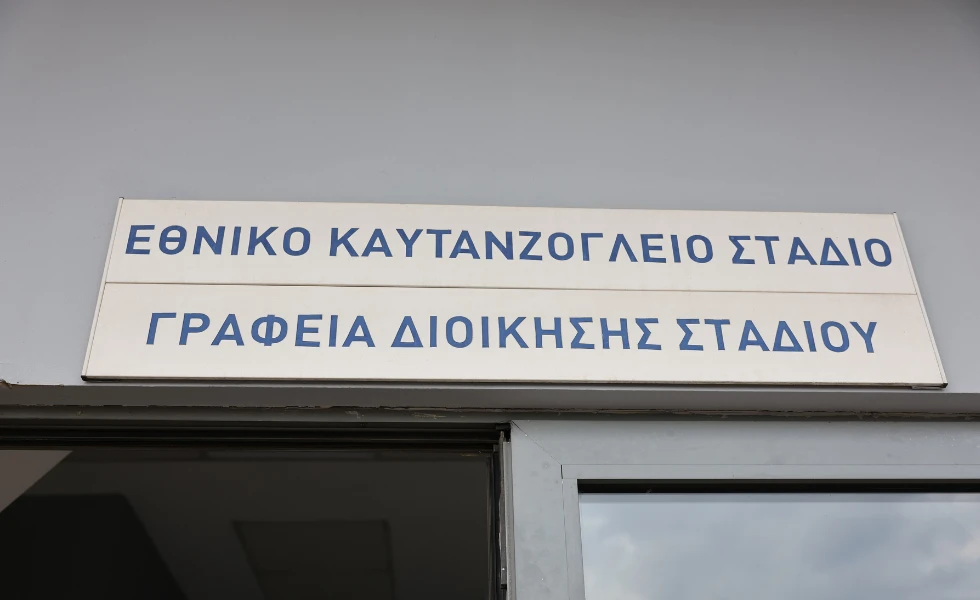 ΕΘΝΙΚΟ ΚΑΥΤΑΝΖΟΓΛΕΙΟ ΣΤΑΔΙΟ
ΓΡΑΦΕΙΑ ΔΙΟΙΚΗΣΗΣ ΣΤΑΔΙΟΥ